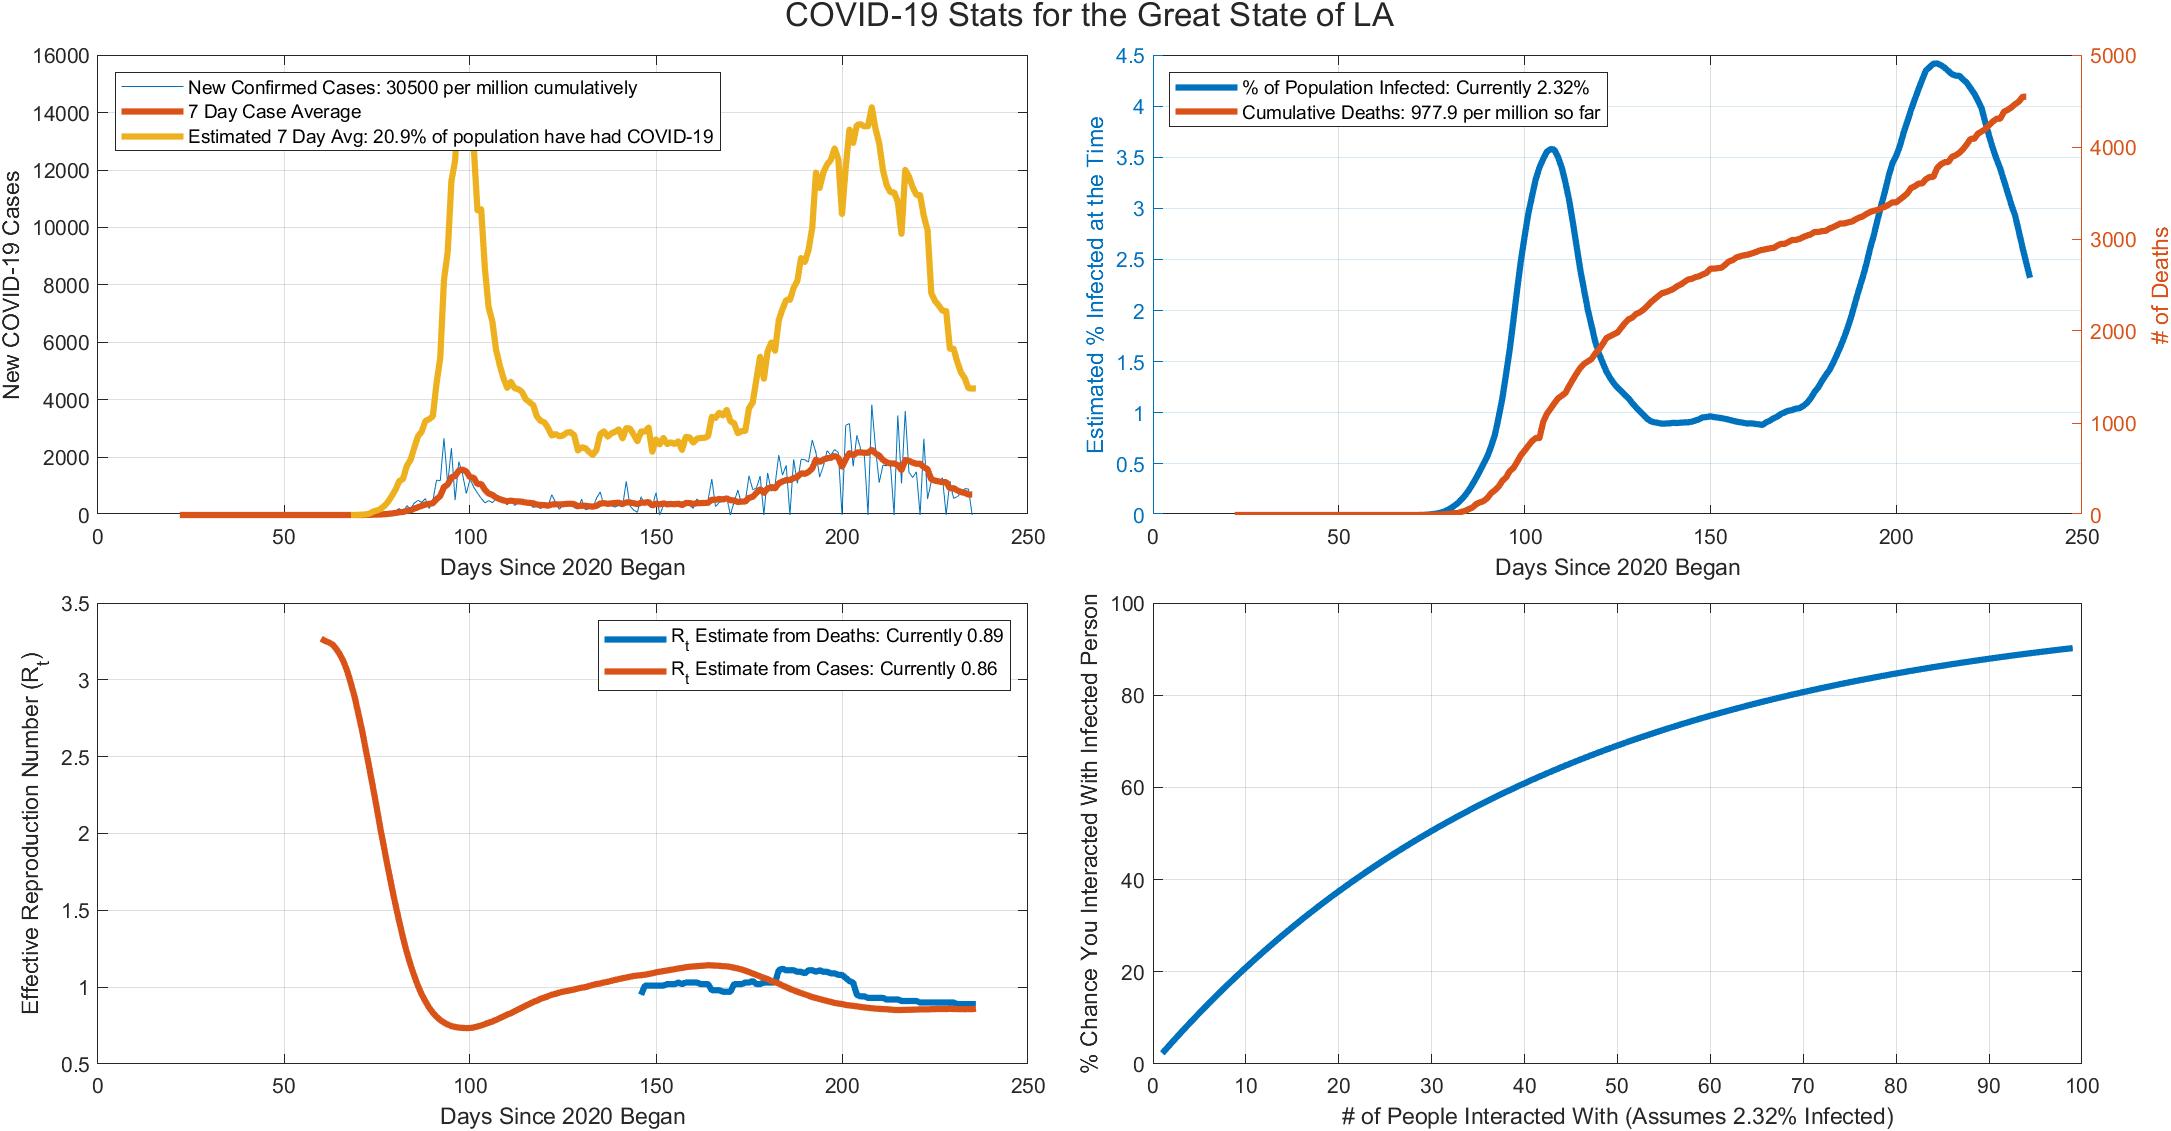 COVID-19 Stats for the Great State of LA
New COVID-19 Cases
16000
14000
12000
10000
8000
6000
4000
2000
0
New Confirmed Cases: 30500 per million cumulatively
7 Day Case Average
Estimated 7 Day Avg: 20.9% of population have had COVID-19
0 50 100 150 200 250
Days Since 2020 Began
Estimated % Infected at the Time
4.5
4
3.5
3
2.5
2
1.5
1
0.5
0
% of Population Infected: Currently 2.32%
Cumulative Deaths: 977.9 per million so far
5000
4000
3000
2000
1000
0
# of Deaths
0 50 100 150 200 250
Days Since 2020 Began
Effective Reproduction Number (Rt)
3.5
3
2.5
2
1.5
1
0.5
Rt Estimate from Deaths: Currently 0.89
Rt Estimate from Cases: Currently 0.86
0 50 100 150 200 250
Days Since 2020 Began
% Chance You Interacted With Infected Person
100
80
60
40
20
0
0 10 20 30 40 50 60 70 80 90 100
# of People Interacted With (Assumes 2.32% Infected)